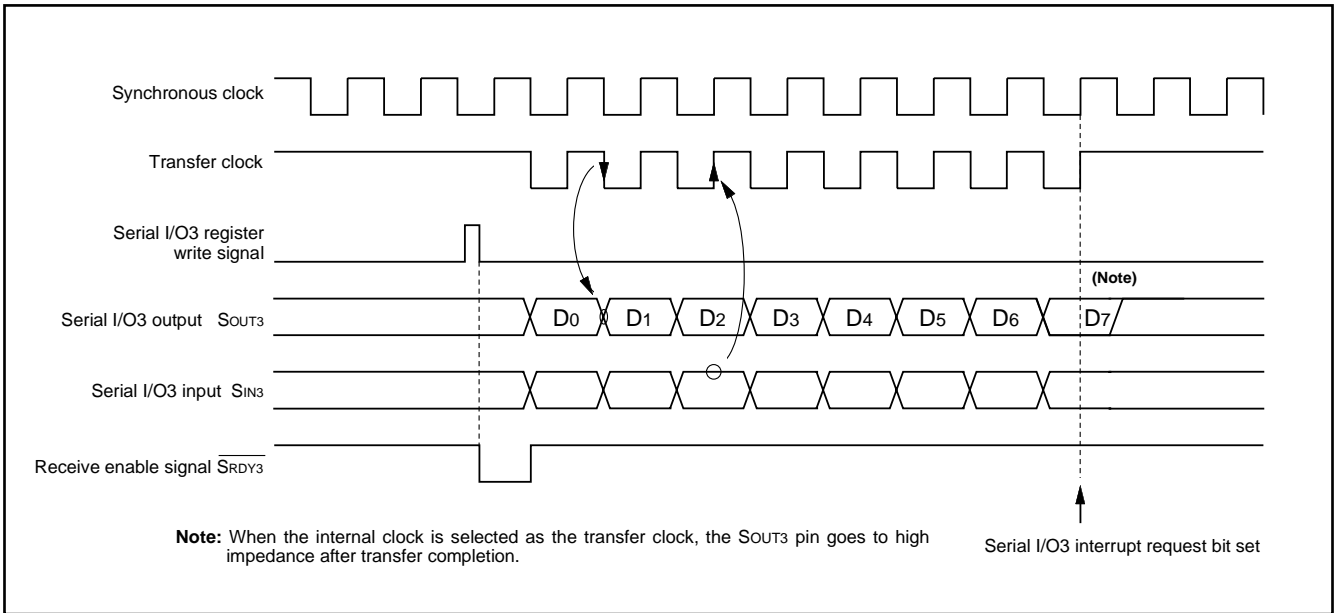 Synchronous clock
Transfer clock
Serial I/O3 register
write signal
(Note)
Serial I/O3 output SOUT3
D0 D1 D2 D3 D4 D5 D6 D7
Serial I/O3 input SIN3
Receive enable signal SRDY3
Note: When the internal clock is selected as the transfer clock, the SOUT3 pin goes to high
impedance after transfer completion.
Serial I/O3 interrupt request bit set